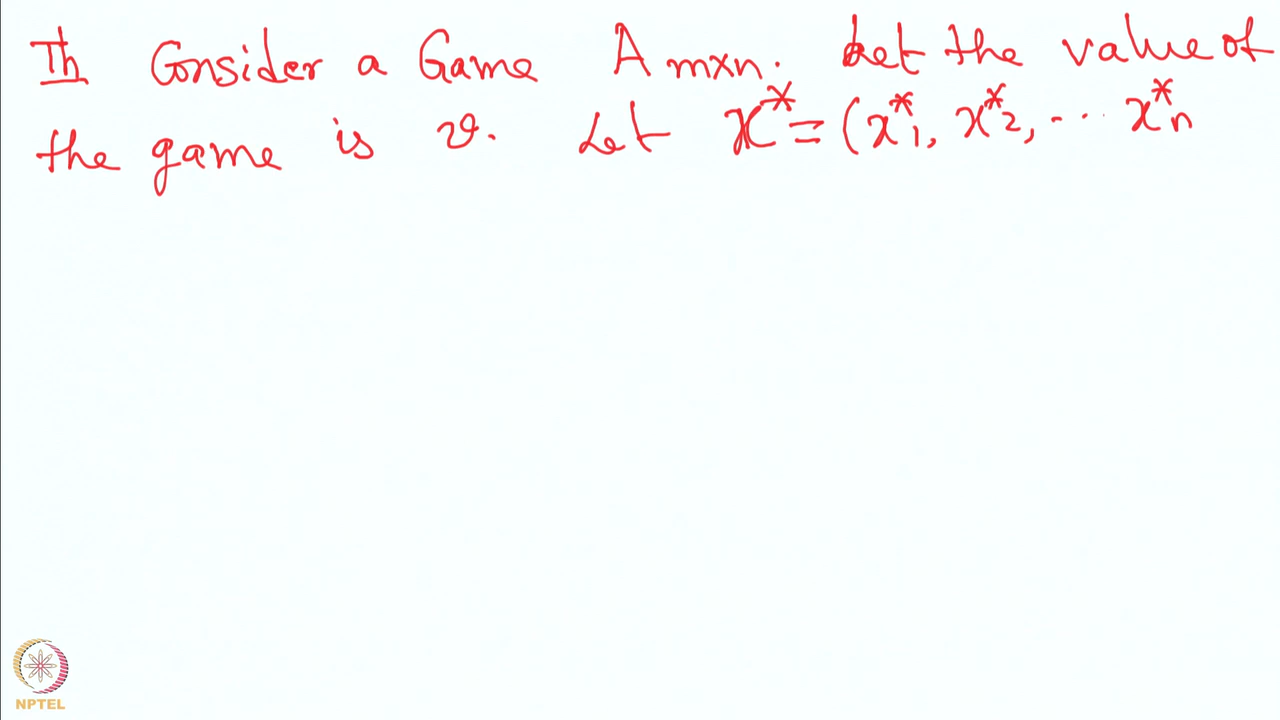 Th Consider a Game A m×n. Let the value of
the game is v. Let x* = (x*1, x*2, ... x*n
NPTEL